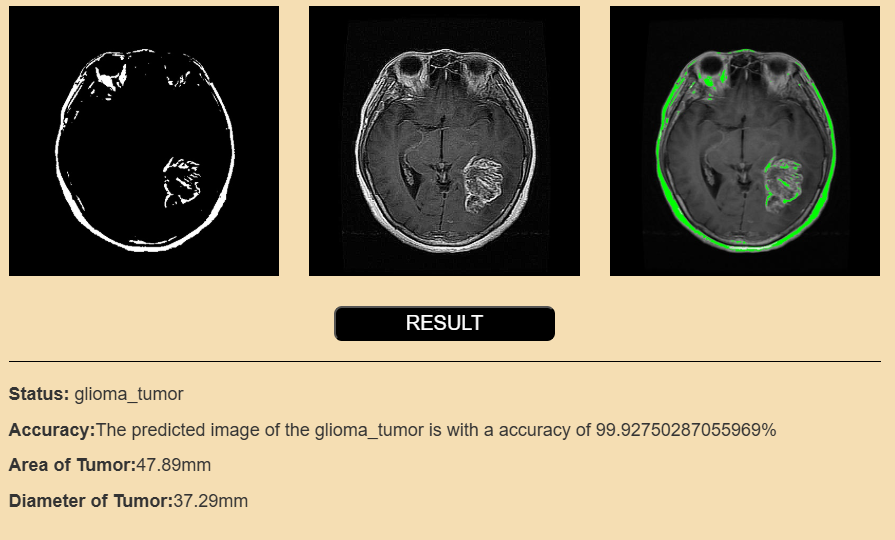 RESULT
Status: glioma_tumor
Accuracy:The predicted image of the glioma_tumor is with a accuracy of 99.92750287055969%
Area of Tumor:47.89mm
Diameter of Tumor:37.29mm